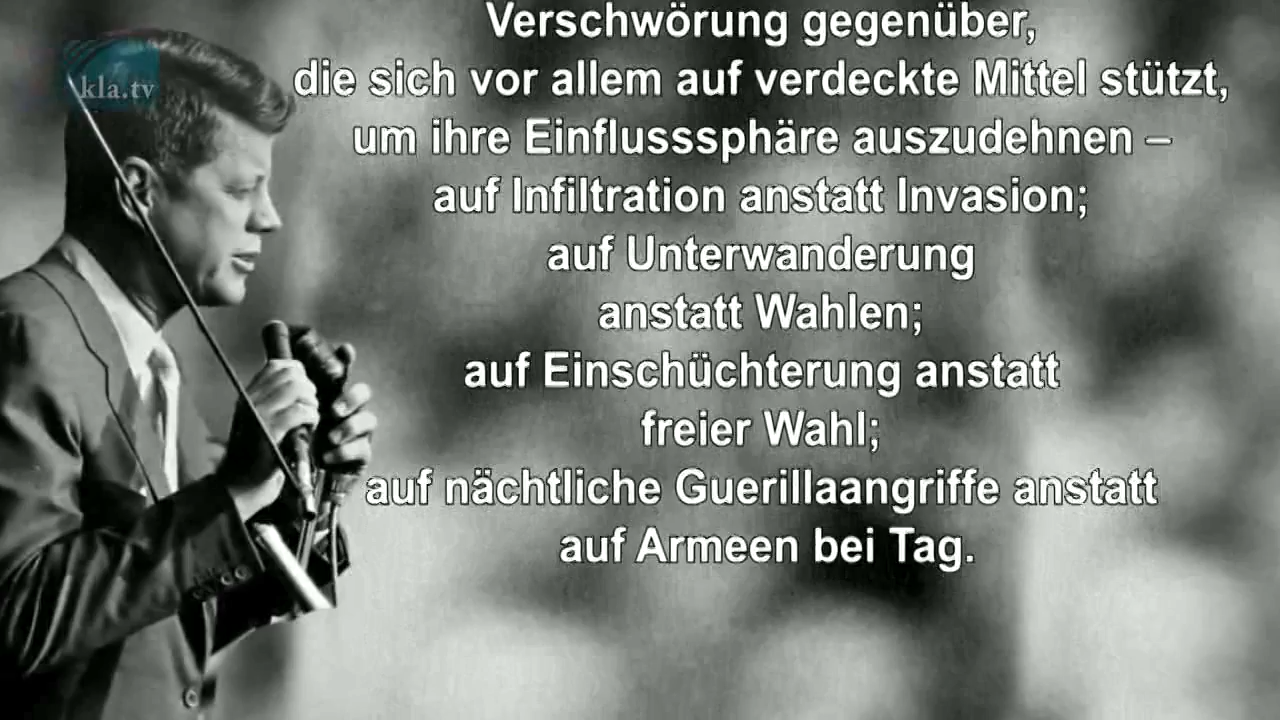 kla.tv
Verschwörung gegenüber,
die sich vor allem auf verdeckte Mittel stützt,
um ihre Einflusssphäre auszudehnen –
auf Infiltration anstatt Invasion;
auf Unterwanderung
anstatt Wahlen;
auf Einschüchterung anstatt
freier Wahl;
auf nächtliche Guerillaangriffe anstatt
auf Armeen bei Tag.